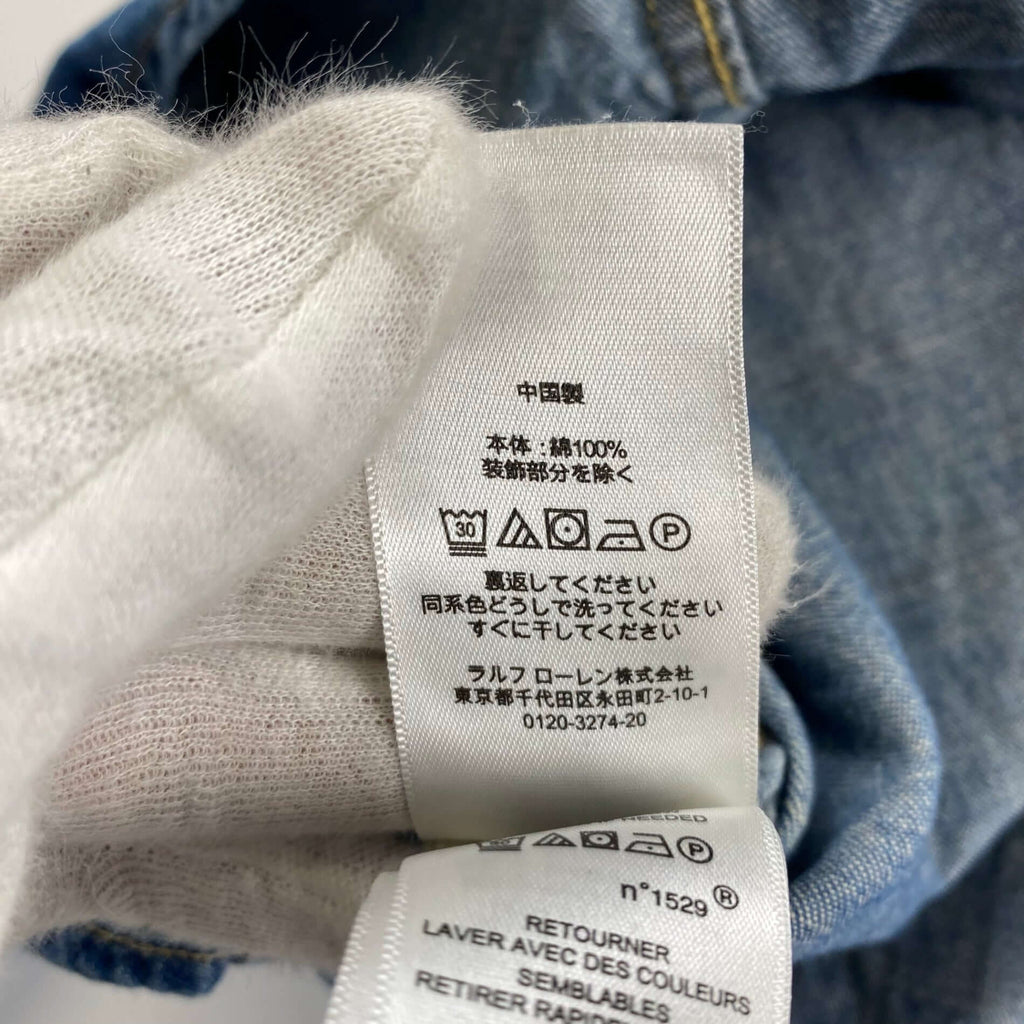 中国製
本体 : 綿100%
装飾部分を除く
30 P
裏返してください
同系色どうしで洗ってください
すぐに干してください
ラルフ ローレン株式会社
東京都千代田区永田町2-10-1
0120-3274-20
NEEDED
P
n°1529 ®
RETOURNER
LAVER AVEC DES COULEURS
SEMBLABLES
RETIRER